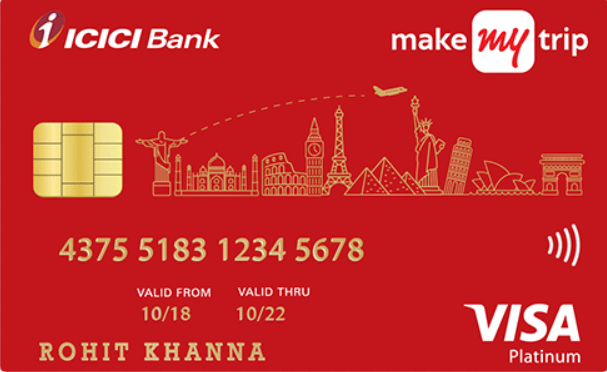 ICICI Bank
make my trip
4375 5183 1234 5678
VALID FROM VALID THRU
10/18 10/22
ROHIT KHANNA
VISA
Platinum